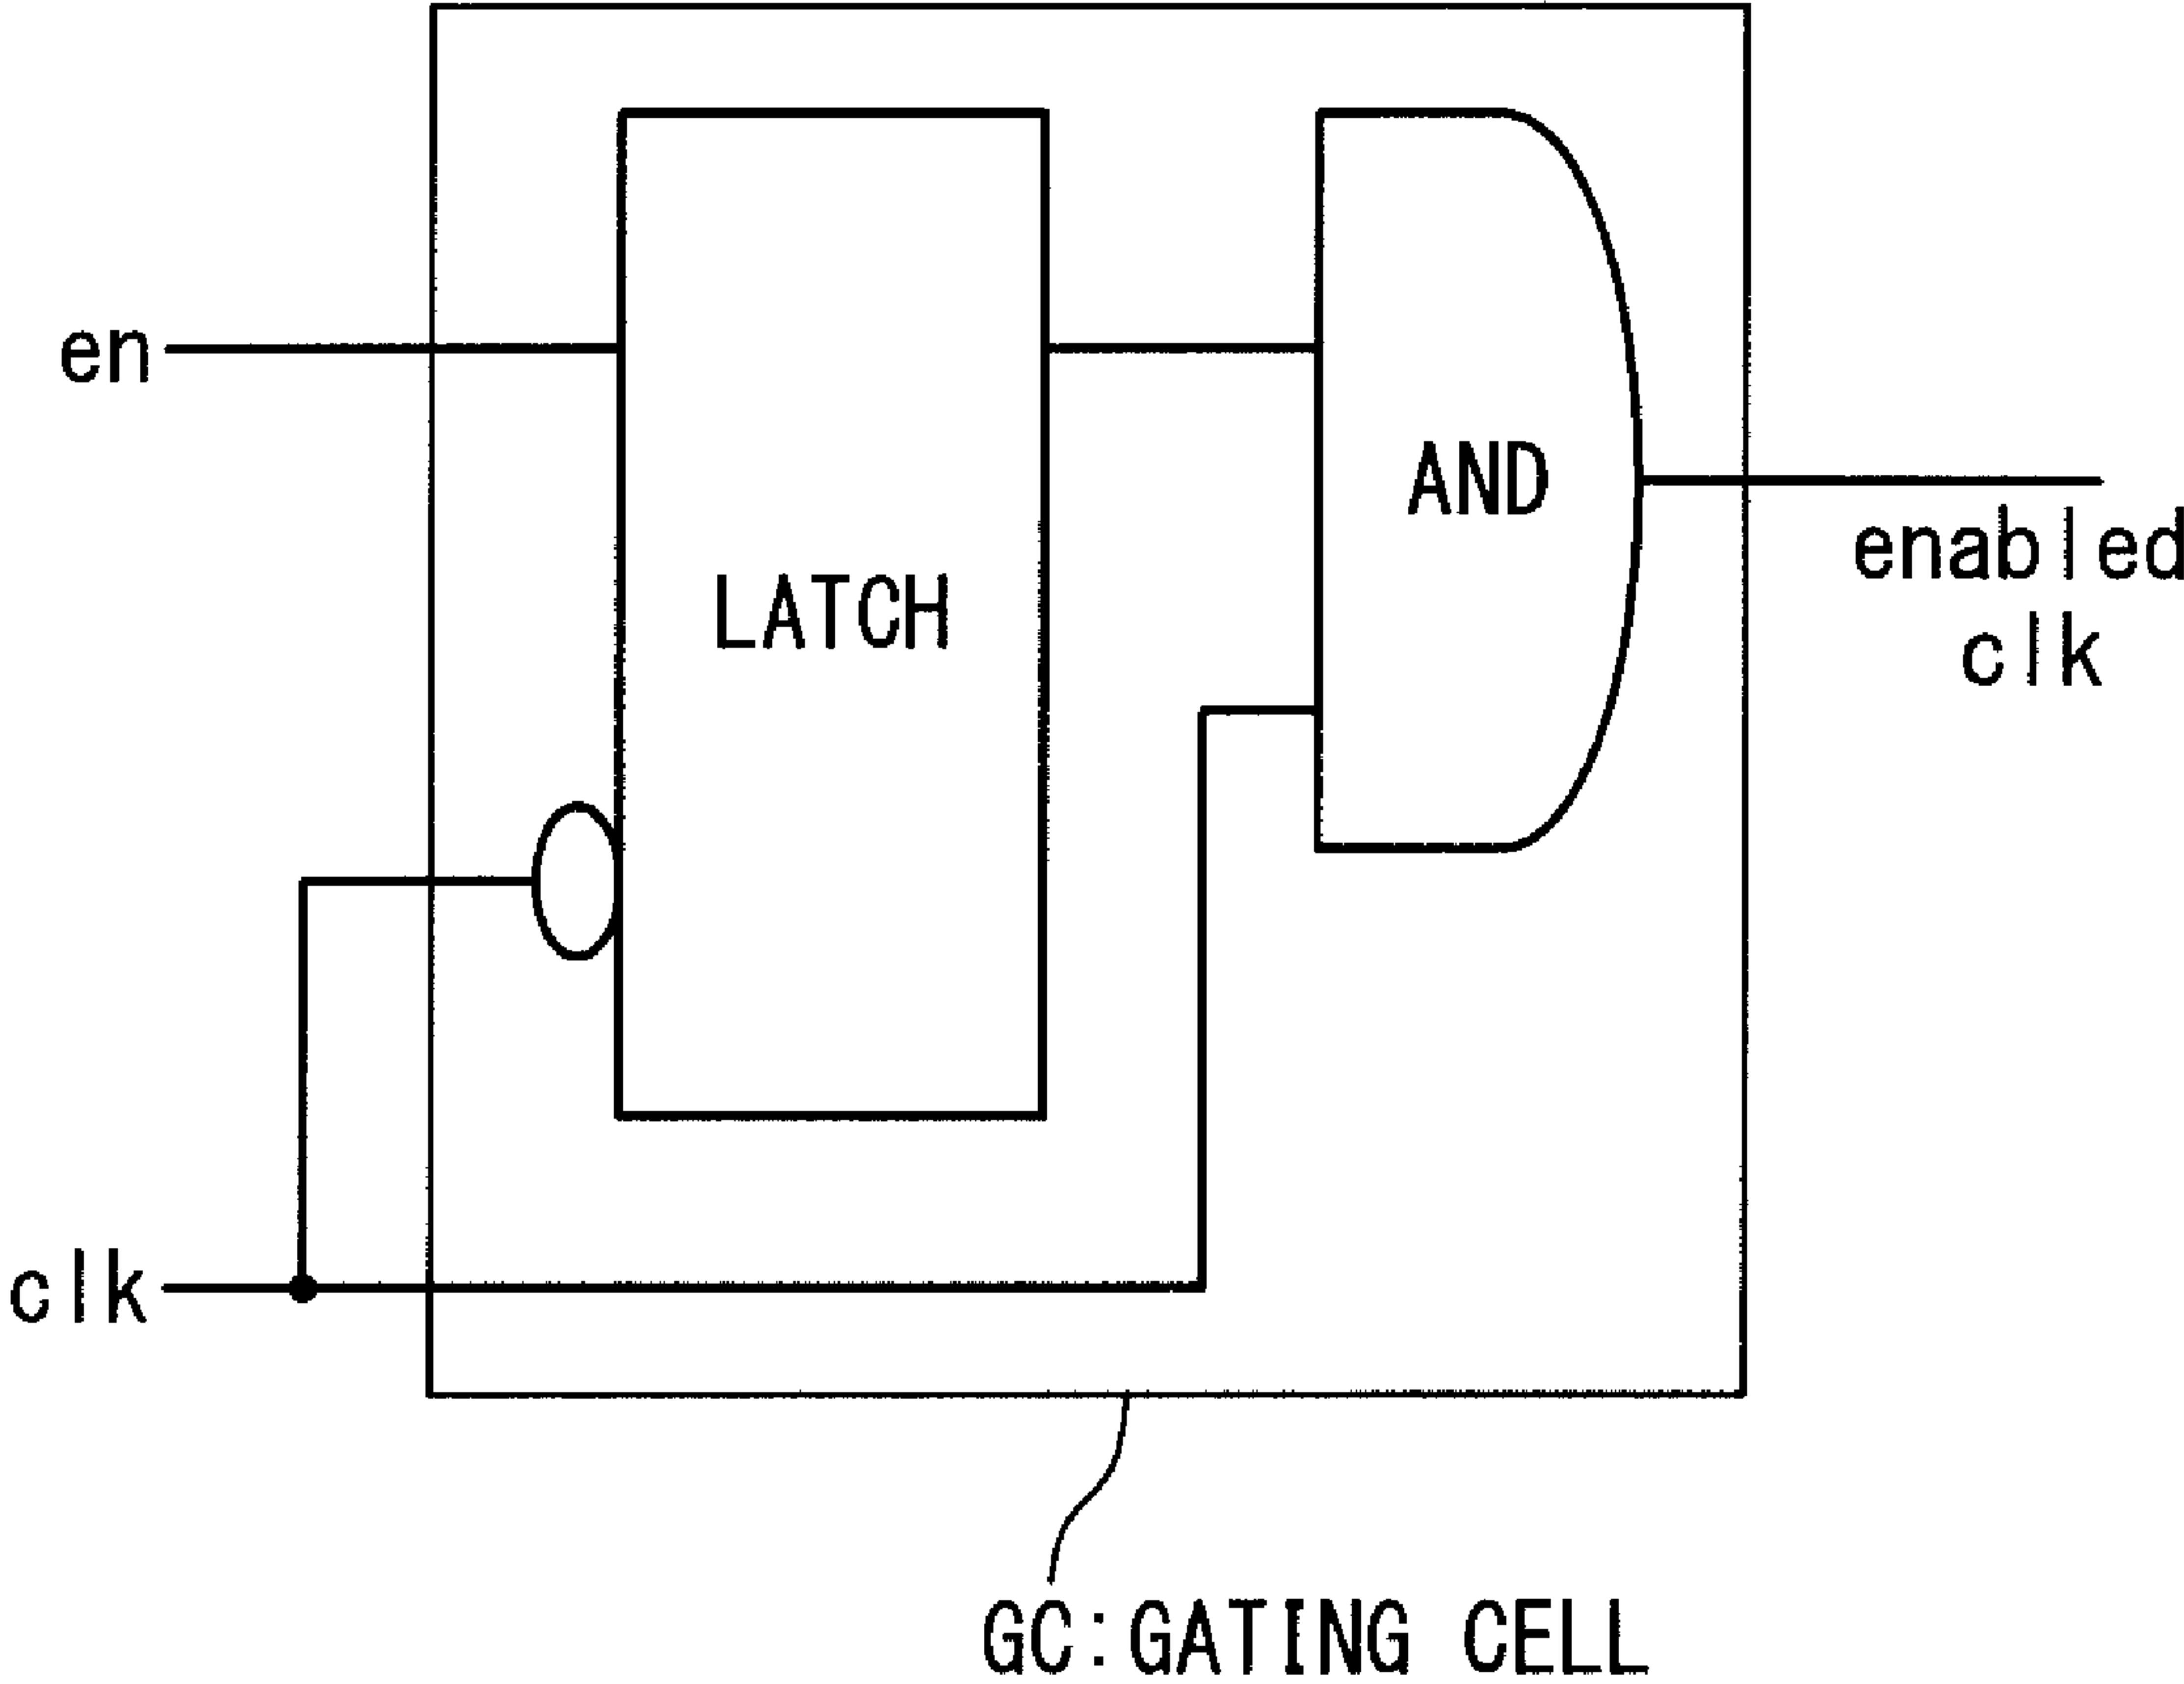 en
AND
enabled
clk
LATCH
clk
GC:GATING CELL